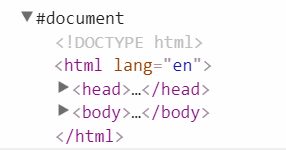 ▼#document
<!DOCTYPE html>
<html lang="en">
▶<head>…</head>
▶<body>…</body>
</html>